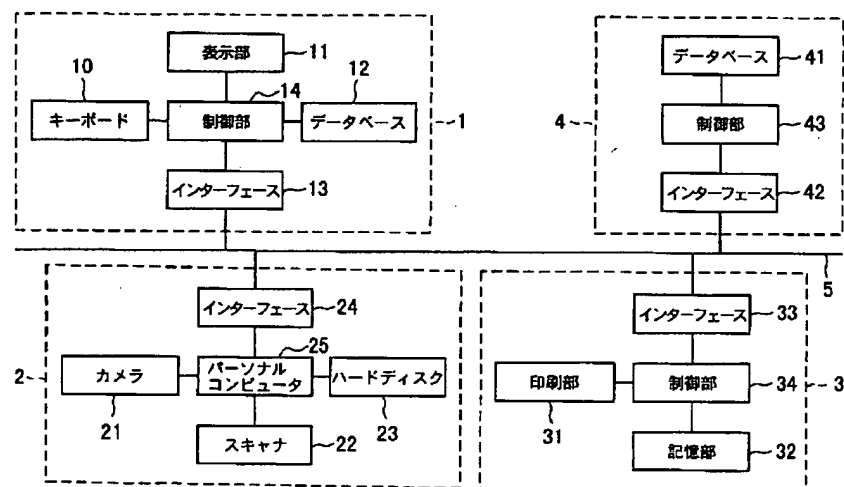 表示部 11
10
12
14
キーボード
制御部
データベース
1
インターフェース 13
データベース 41
4
制御部 43
インターフェース 42
5
インターフェース 24
25
2
カメラ
パーソナル
コンピュータ
ハードディスク
21
23
スキャナ 22
インターフェース 33
印刷部
制御部 34
3
31
記憶部 32